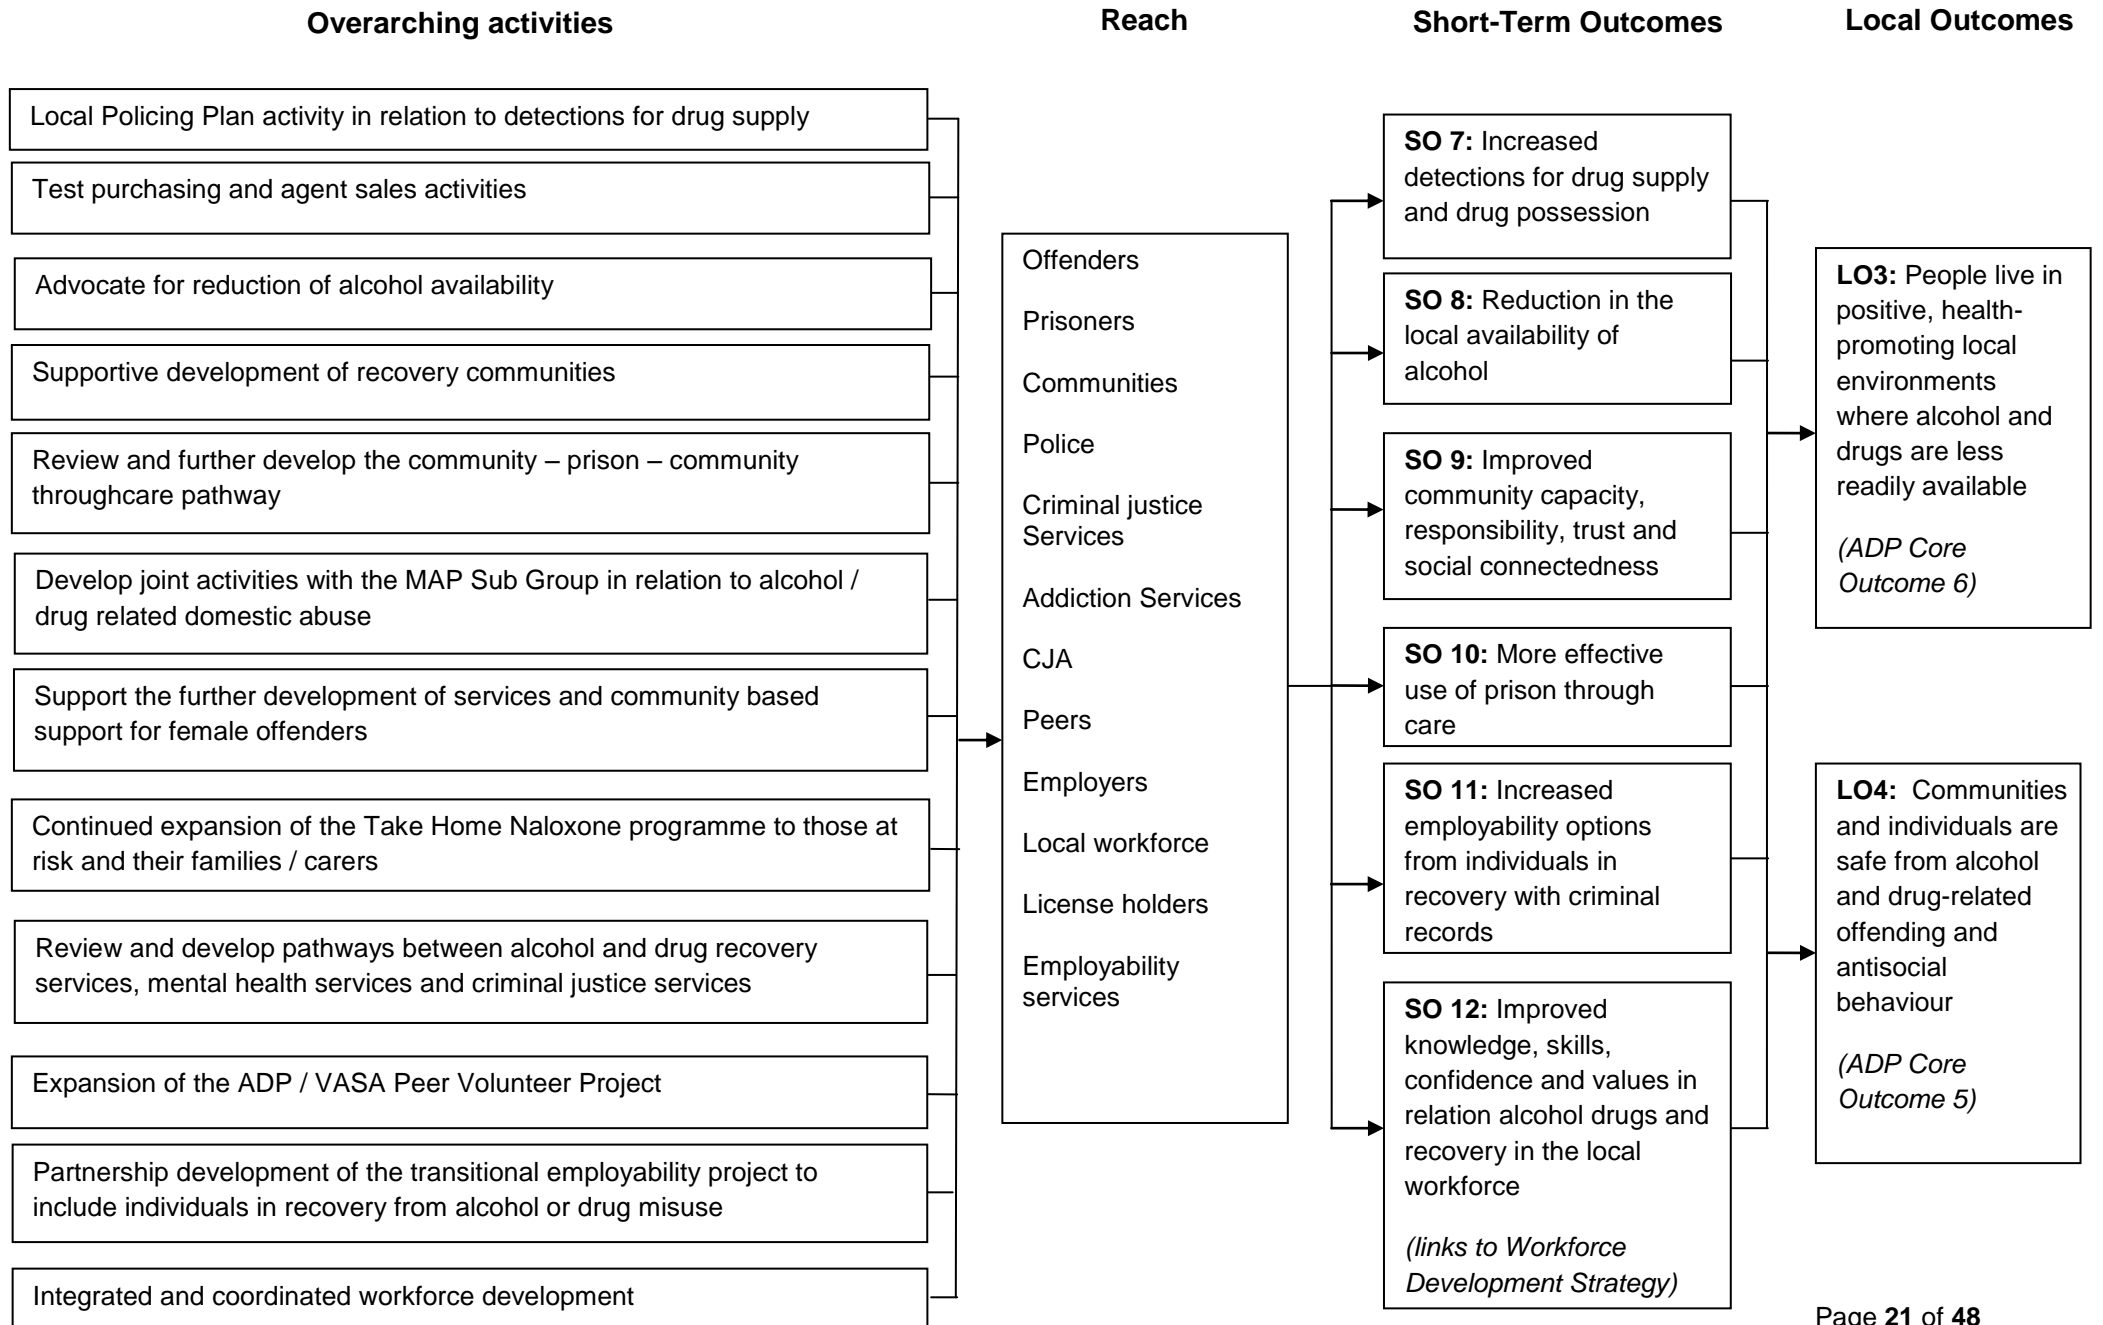 Overarching activities
Reach
Short-Term Outcomes
Local Outcomes
Local Policing Plan activity in relation to detections for drug supply
Test purchasing and agent sales activities
Advocate for reduction of alcohol availability
Supportive development of recovery communities
Review and further develop the community – prison – community
throughcare pathway
Develop joint activities with the MAP Sub Group in relation to alcohol /
drug related domestic abuse
Support the further development of services and community based
support for female offenders
Continued expansion of the Take Home Naloxone programme to those at
risk and their families / carers
Review and develop pathways between alcohol and drug recovery
services, mental health services and criminal justice services
Expansion of the ADP / VASA Peer Volunteer Project
Partnership development of the transitional employability project to
include individuals in recovery from alcohol or drug misuse
Integrated and coordinated workforce development
Offenders
Prisoners
Communities
Police
Criminal justice
Services
Addiction Services
CJA
Peers
Employers
Local workforce
License holders
Employability
services
SO 7: Increased
detections for drug supply
and drug possession
SO 8: Reduction in the
local availability of
alcohol
SO 9: Improved
community capacity,
responsibility, trust and
social connectedness
SO 10: More effective
use of prison through
care
SO 11: Increased
employability options
from individuals in
recovery with criminal
records
SO 12: Improved
knowledge, skills,
confidence and values in
relation alcohol drugs and
recovery in the local
workforce
(links to Workforce
Development Strategy)
LO3: People live in
positive, health-
promoting local
environments
where alcohol and
drugs are less
readily available
(ADP Core
Outcome 6)
LO4: Communities
and individuals are
safe from alcohol
and drug-related
offending and
antisocial
behaviour
(ADP Core
Outcome 5)
Page 21 of 48